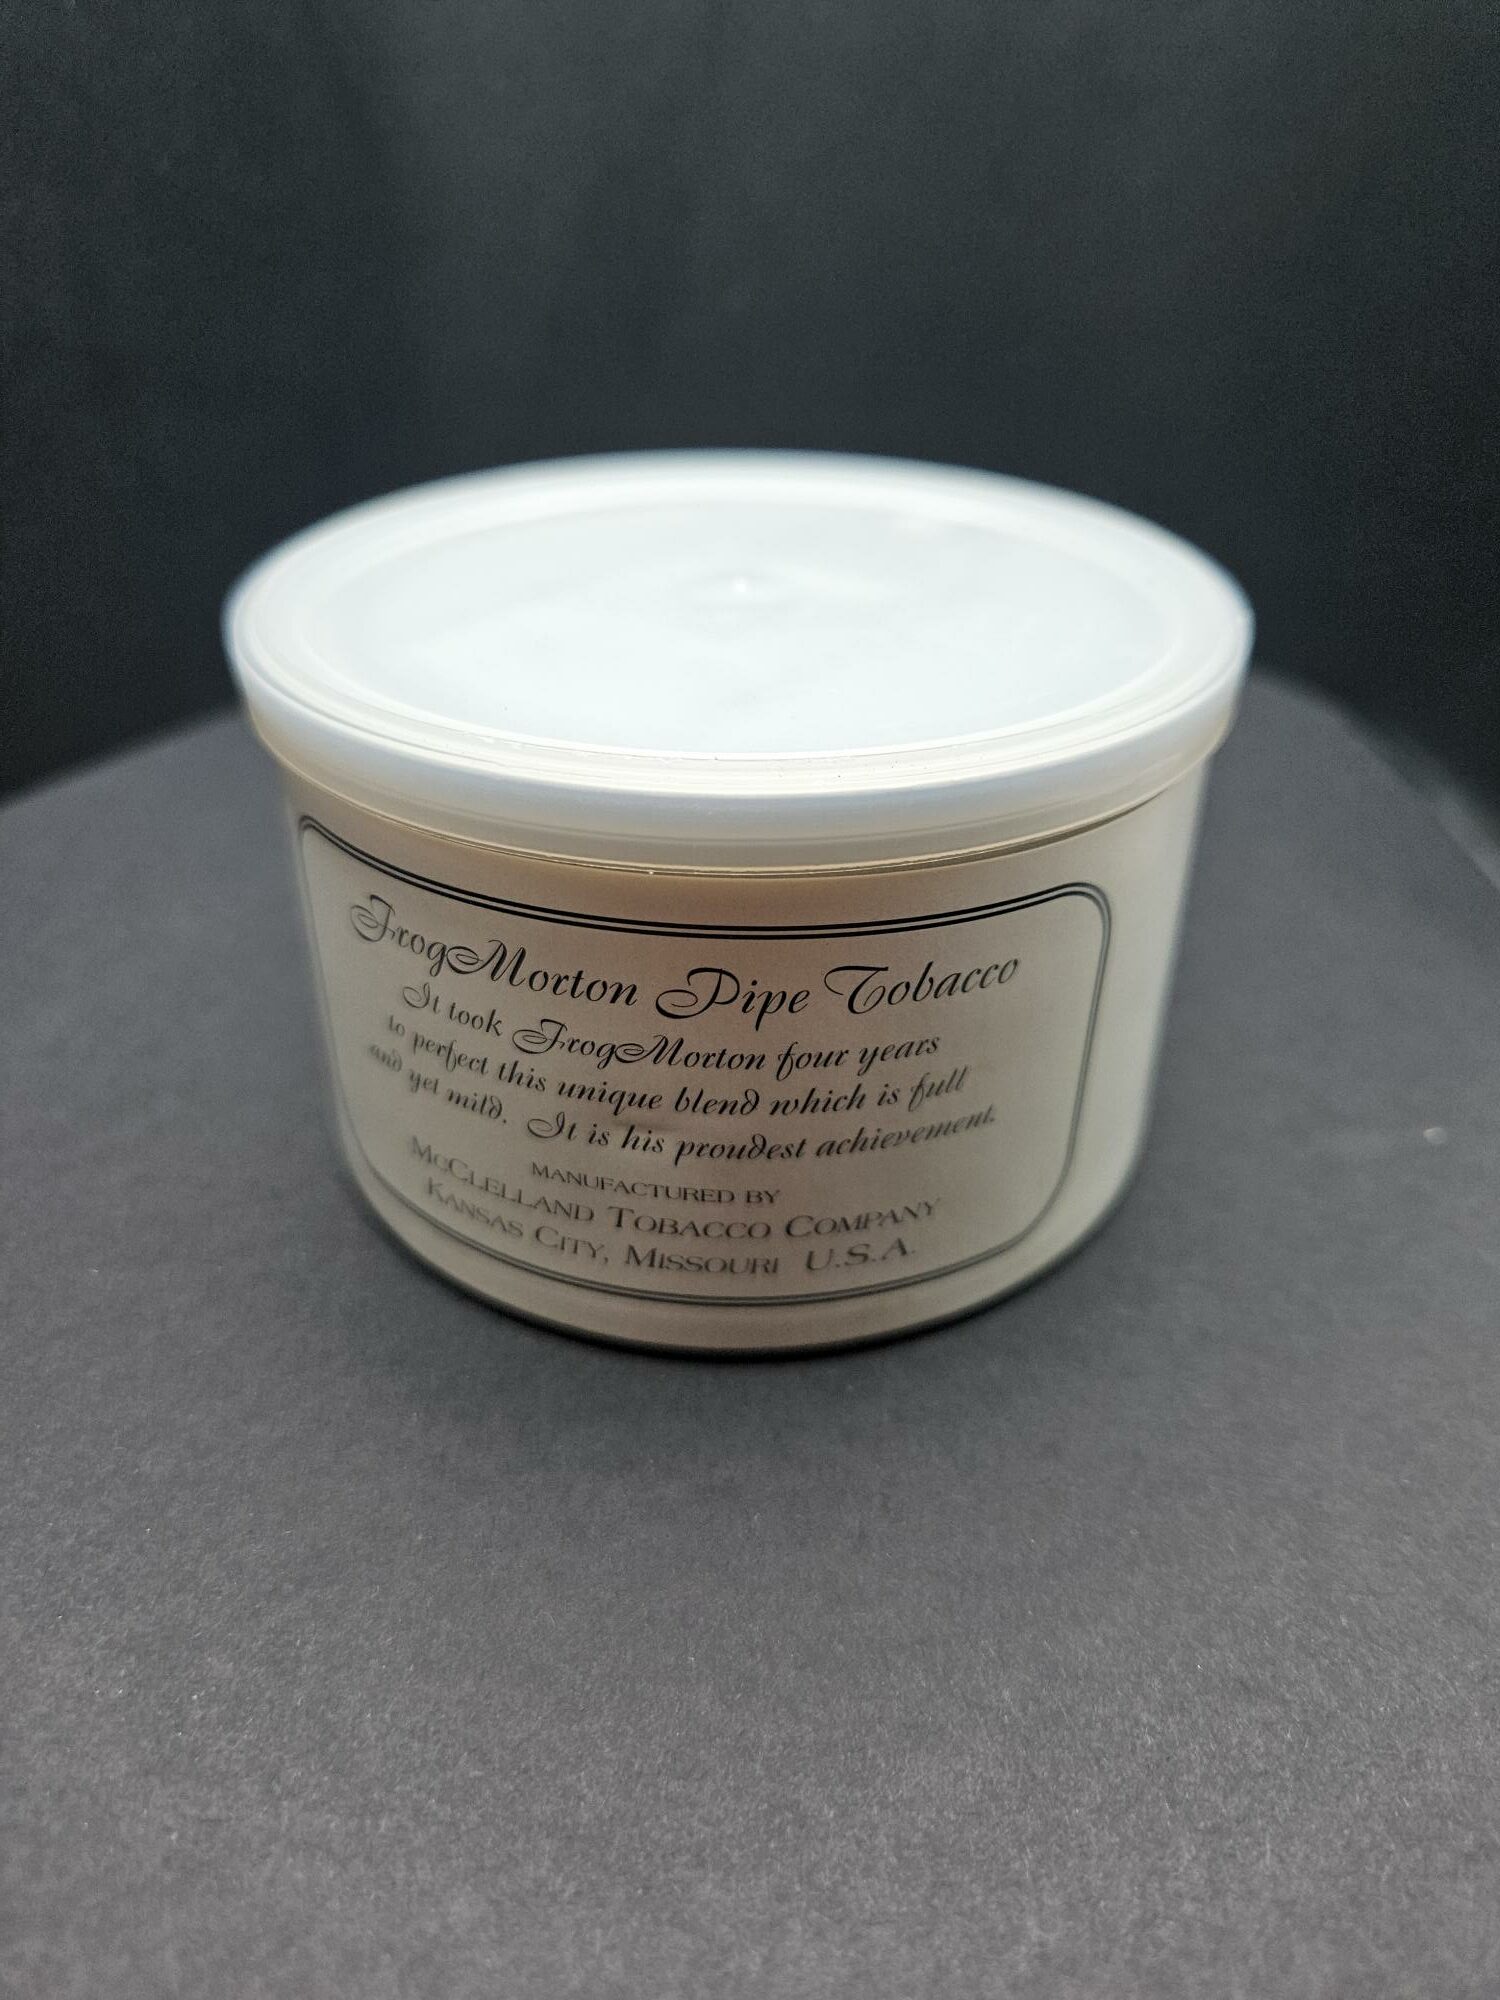 FrogMorton Pipe Tobacco
It took FrogMorton four years
to perfect this unique blend which is full
and yet mild. It is his proudest achievement.
MANUFACTURED BY
MCCLELLAND TOBACCO COMPANY
KANSAS CITY, MISSOURI U.S.A.